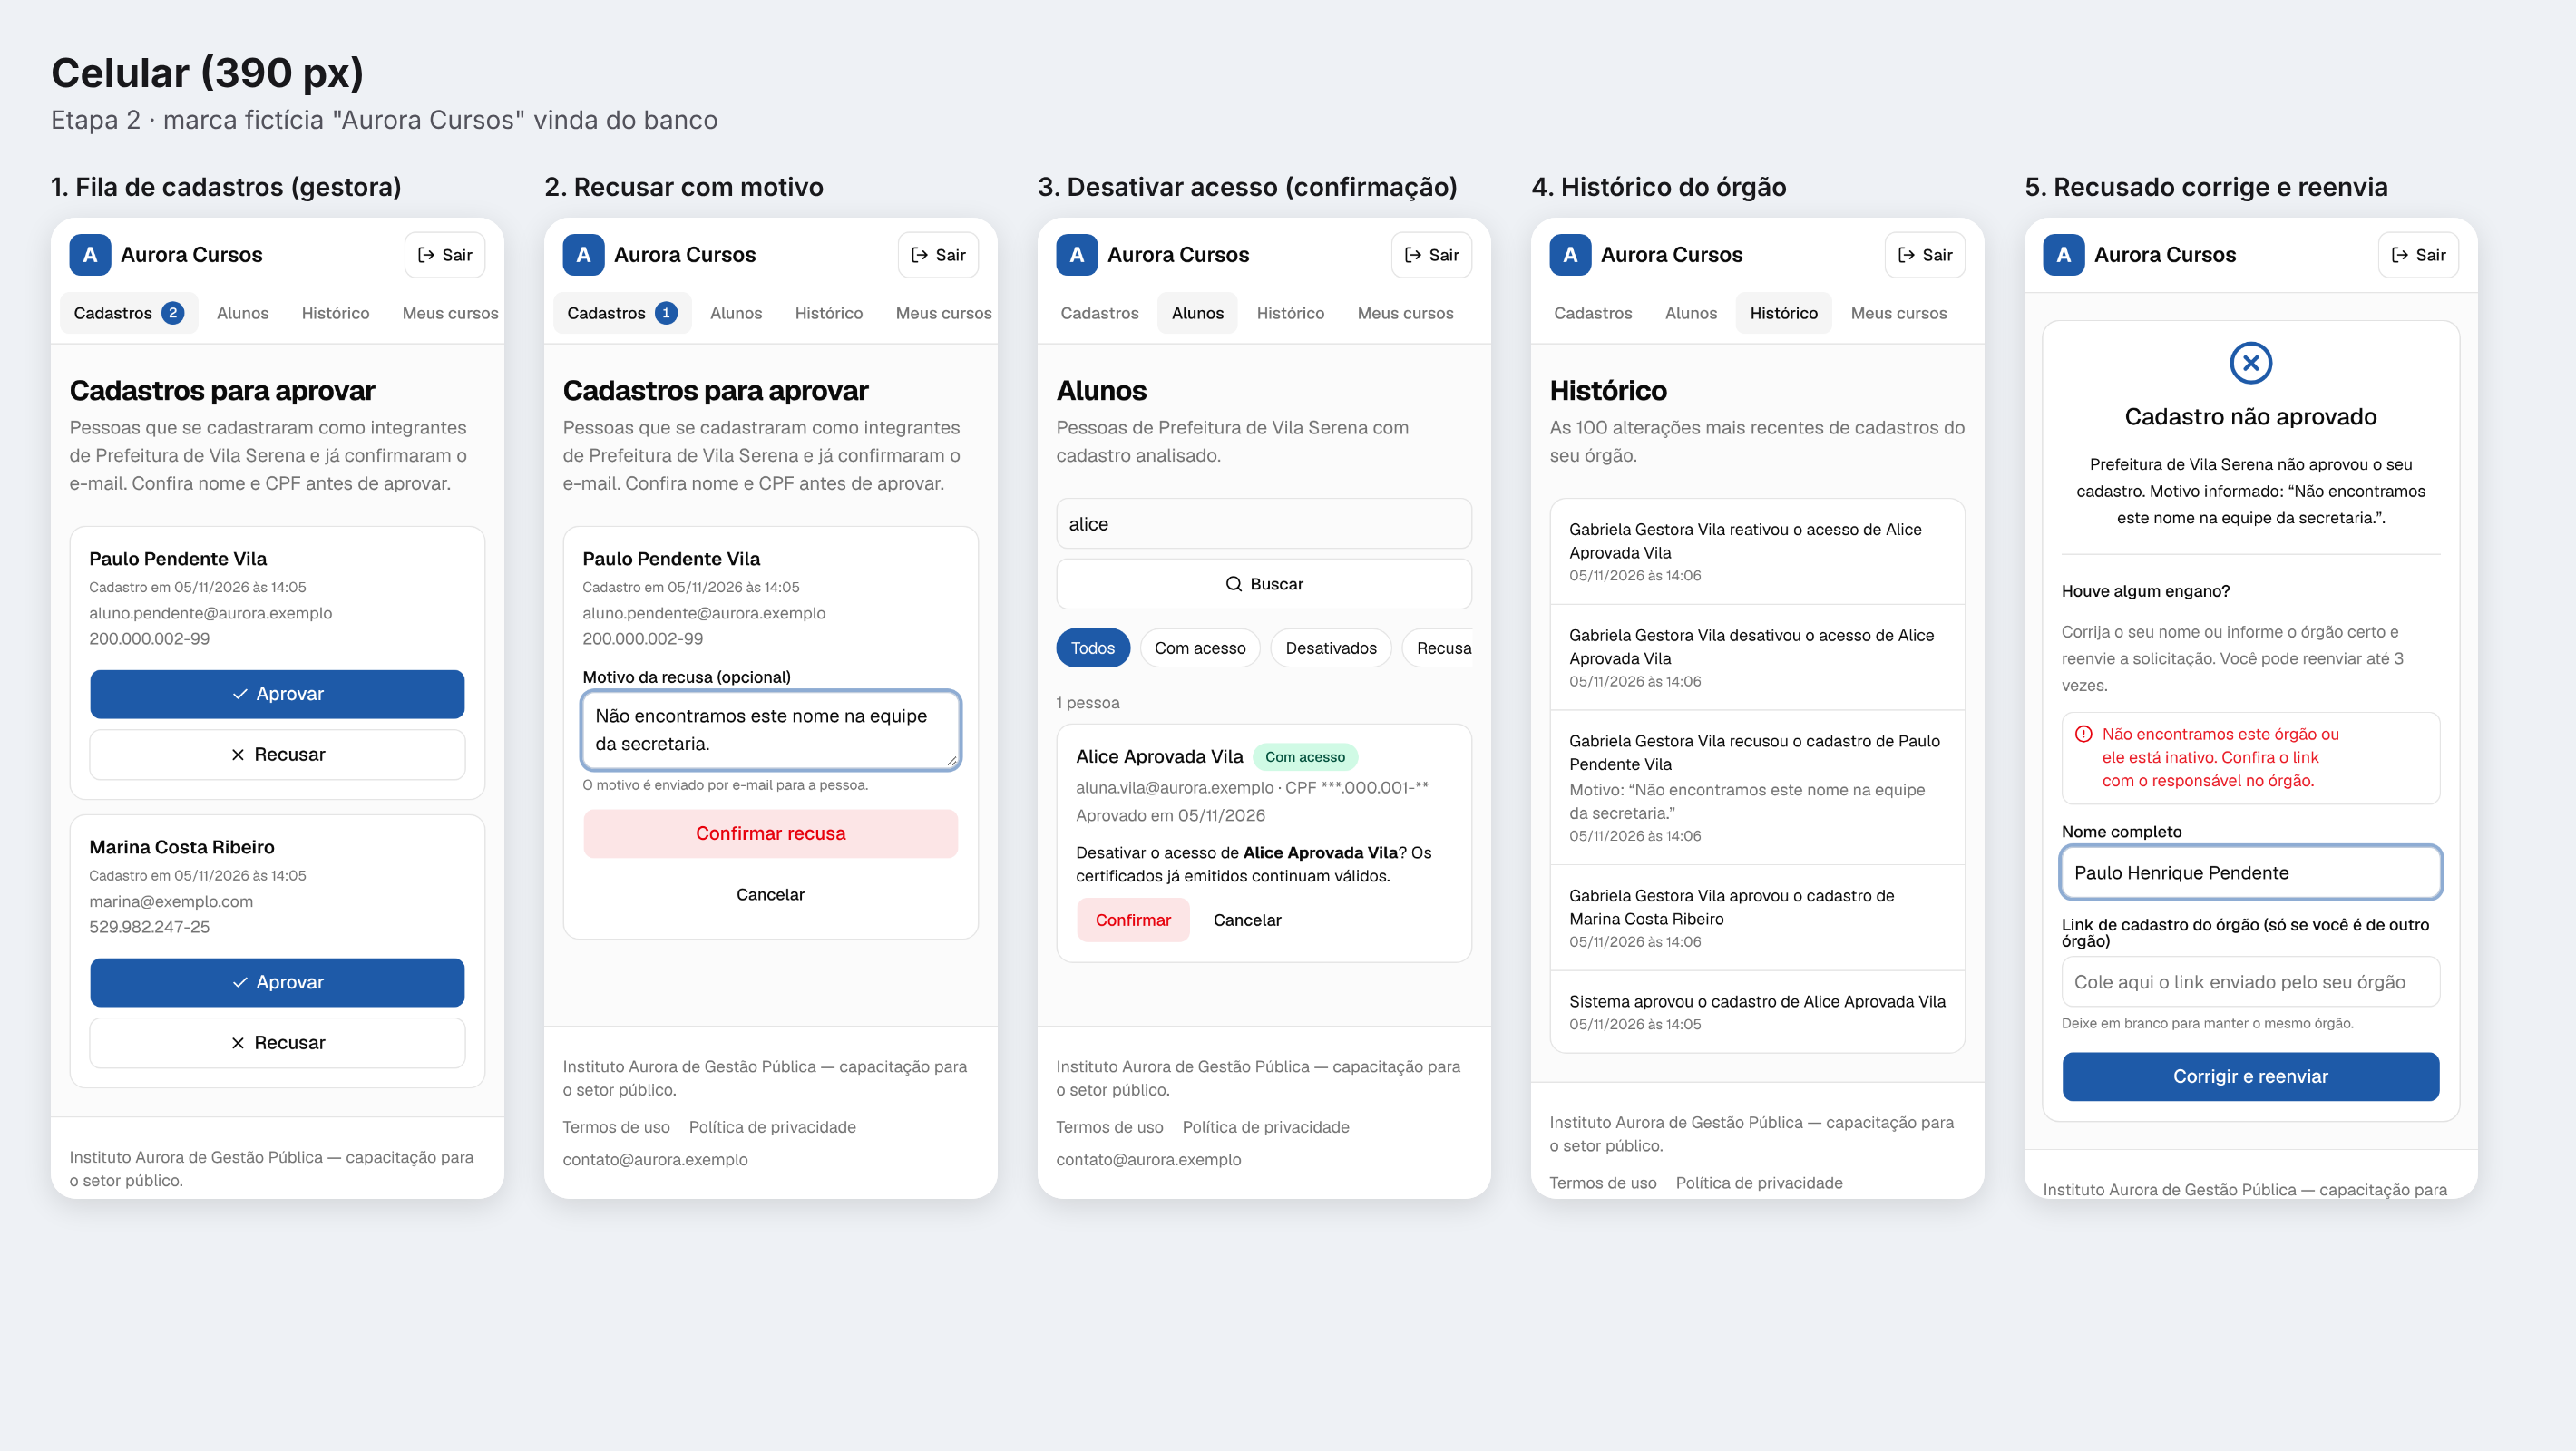 Celular (390 px)
Etapa 2 · marca fictícia "Aurora Cursos" vinda do banco
1. Fila de cadastros (gestora)
A Aurora Cursos
Sair
Cadastros 2 Alunos Histórico Meus cursos
Cadastros para aprovar
Pessoas que se cadastraram como integrantes
de Prefeitura de Vila Serena e já confirmaram o
e-mail. Confira nome e CPF antes de aprovar.
Paulo Pendente Vila
Cadastro em 05/11/2026 às 14:05
aluno.pendente@aurora.exemplo
200.000.002-99
Aprovar
Recusar
Marina Costa Ribeiro
Cadastro em 05/11/2026 às 14:05
marina@exemplo.com
529.982.247-25
Aprovar
Recusar
Instituto Aurora de Gestão Pública — capacitação para
o setor público.
2. Recusar com motivo
A Aurora Cursos
Sair
Cadastros 1 Alunos Histórico Meus cursos
Cadastros para aprovar
Pessoas que se cadastraram como integrantes
de Prefeitura de Vila Serena e já confirmaram o
e-mail. Confira nome e CPF antes de aprovar.
Paulo Pendente Vila
Cadastro em 05/11/2026 às 14:05
aluno.pendente@aurora.exemplo
200.000.002-99
Motivo da recusa (opcional)
Não encontramos este nome na equipe
da secretaria.
O motivo é enviado por e-mail para a pessoa.
Confirmar recusa
Cancelar
Instituto Aurora de Gestão Pública — capacitação para
o setor público.
Termos de uso Política de privacidade
contato@aurora.exemplo
3. Desativar acesso (confirmação)
A Aurora Cursos
Sair
Cadastros Alunos Histórico Meus cursos
Alunos
Pessoas de Prefeitura de Vila Serena com
cadastro analisado.
alice
Buscar
Todos Com acesso Desativados Recusa
1 pessoa
Alice Aprovada Vila Com acesso
aluna.vila@aurora.exemplo · CPF ***.000.001-**
Aprovado em 05/11/2026
Desativar o acesso de Alice Aprovada Vila? Os
certificados já emitidos continuam válidos.
Confirmar Cancelar
Instituto Aurora de Gestão Pública — capacitação para
o setor público.
Termos de uso Política de privacidade
contato@aurora.exemplo
4. Histórico do órgão
A Aurora Cursos
Sair
Cadastros Alunos Histórico Meus cursos
Histórico
As 100 alterações mais recentes de cadastros do
seu órgão.
Gabriela Gestora Vila reativou o acesso de Alice
Aprovada Vila
05/11/2026 às 14:06
Gabriela Gestora Vila desativou o acesso de Alice
Aprovada Vila
05/11/2026 às 14:06
Gabriela Gestora Vila recusou o cadastro de Paulo
Pendente Vila
Motivo: “Não encontramos este nome na equipe
da secretaria.”
05/11/2026 às 14:06
Gabriela Gestora Vila aprovou o cadastro de
Marina Costa Ribeiro
05/11/2026 às 14:06
Sistema aprovou o cadastro de Alice Aprovada Vila
05/11/2026 às 14:05
Instituto Aurora de Gestão Pública — capacitação para
o setor público.
Termos de uso Política de privacidade
5. Recusado corrige e reenvia
A Aurora Cursos
Sair
Cadastro não aprovado
Prefeitura de Vila Serena não aprovou o seu
cadastro. Motivo informado: “Não encontramos
este nome na equipe da secretaria.”.
Houve algum engano?
Corrija o seu nome ou informe o órgão certo e
reenvie a solicitação. Você pode reenviar até 3
vezes.
Não encontramos este órgão ou
ele está inativo. Confira o link
com o responsável no órgão.
Nome completo
Paulo Henrique Pendente
Link de cadastro do órgão (só se você é de outro
órgão)
Cole aqui o link enviado pelo seu órgão
Deixe em branco para manter o mesmo órgão.
Corrigir e reenviar
Instituto Aurora de Gestão Pública — capacitação para